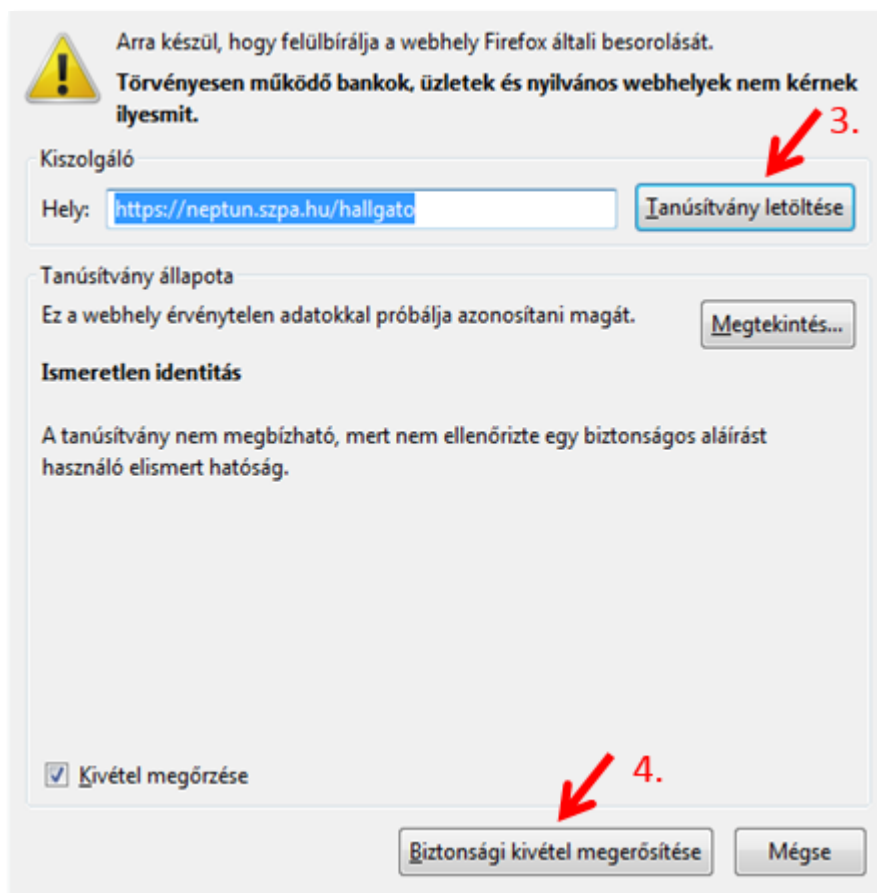 Arra készül, hogy felülbírálja a webhely Firefox általi besorolását.
Törvényesen működő bankok, üzletek és nyilvános webhelyek nem kérnek
ilyesmit.
3.
Kiszolgáló
Hely: https://neptun.szpa.hu/hallgato Tanúsítvány letöltése
Tanúsítvány állapota
Ez a webhely érvénytelen adatokkal próbálja azonosítani magát. Megtekintés...
Ismeretlen identitás
A tanúsítvány nem megbízható, mert nem ellenőrizte egy biztonságos aláírást
használó elismert hatóság.
Kivétel megőrzése
4.
Biztonsági kivétel megerősítése Mégse